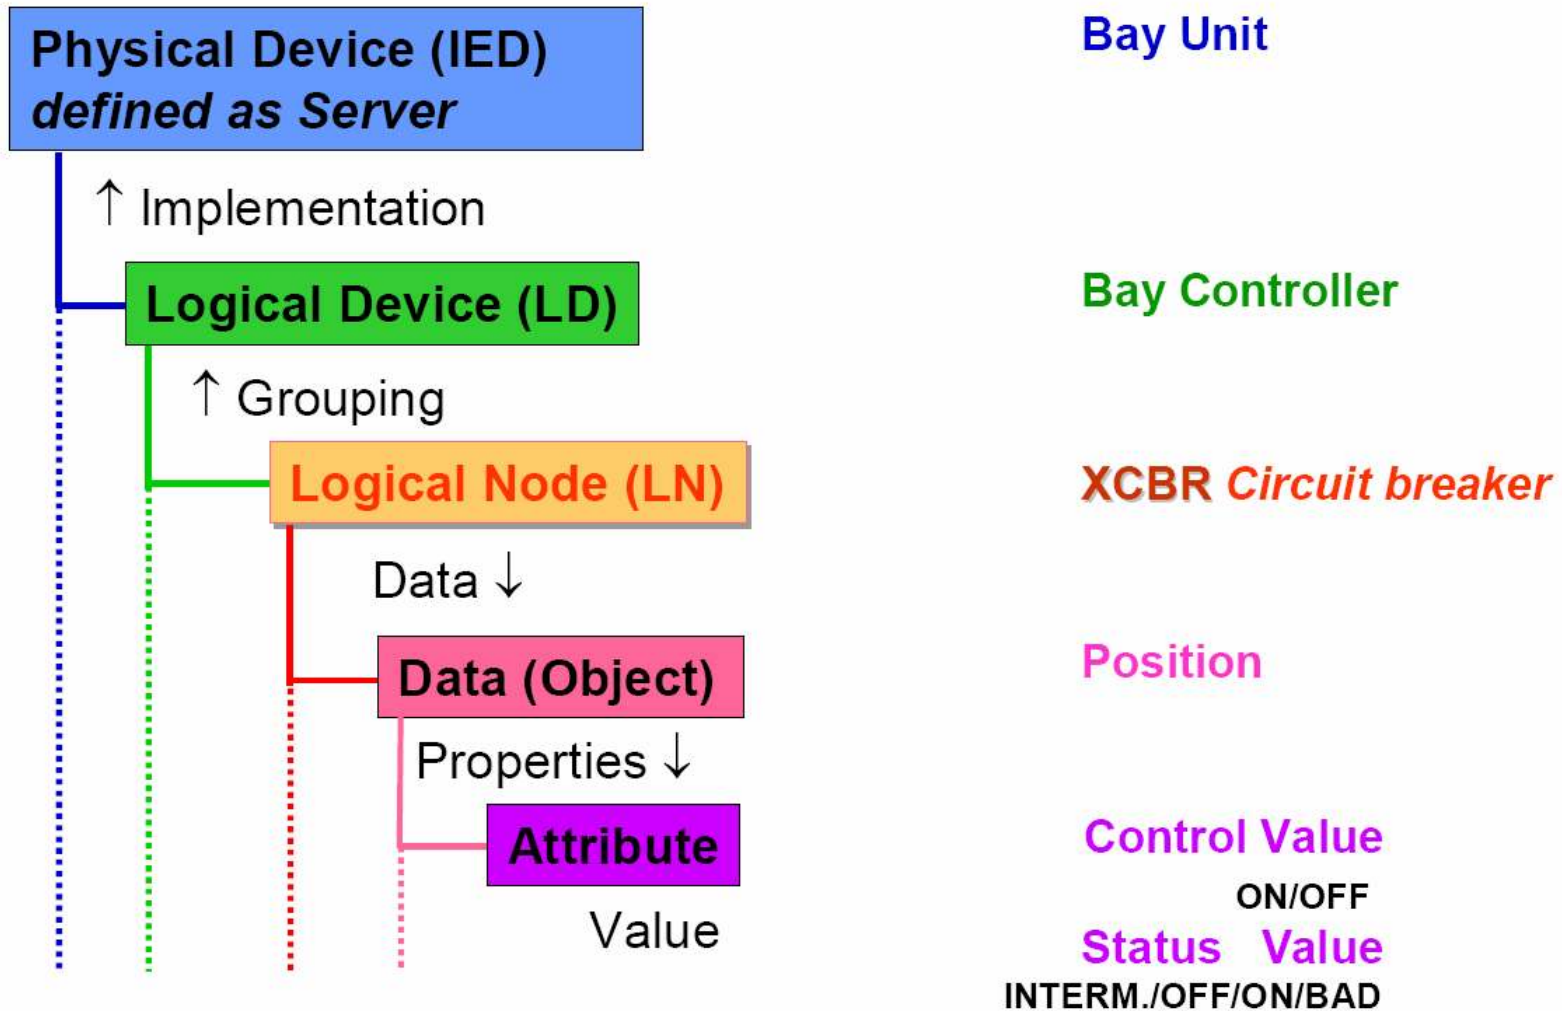 Physical Device (IED)
defined as Server
Bay Unit
↑ Implementation
Logical Device (LD)
Bay Controller
↑ Grouping
Logical Node (LN)
XCBR Circuit breaker
Data ↓
Data (Object)
Position
Properties ↓
Attribute
Control Value
ON/OFF
Value
Status Value
INTERM./OFF/ON/BAD